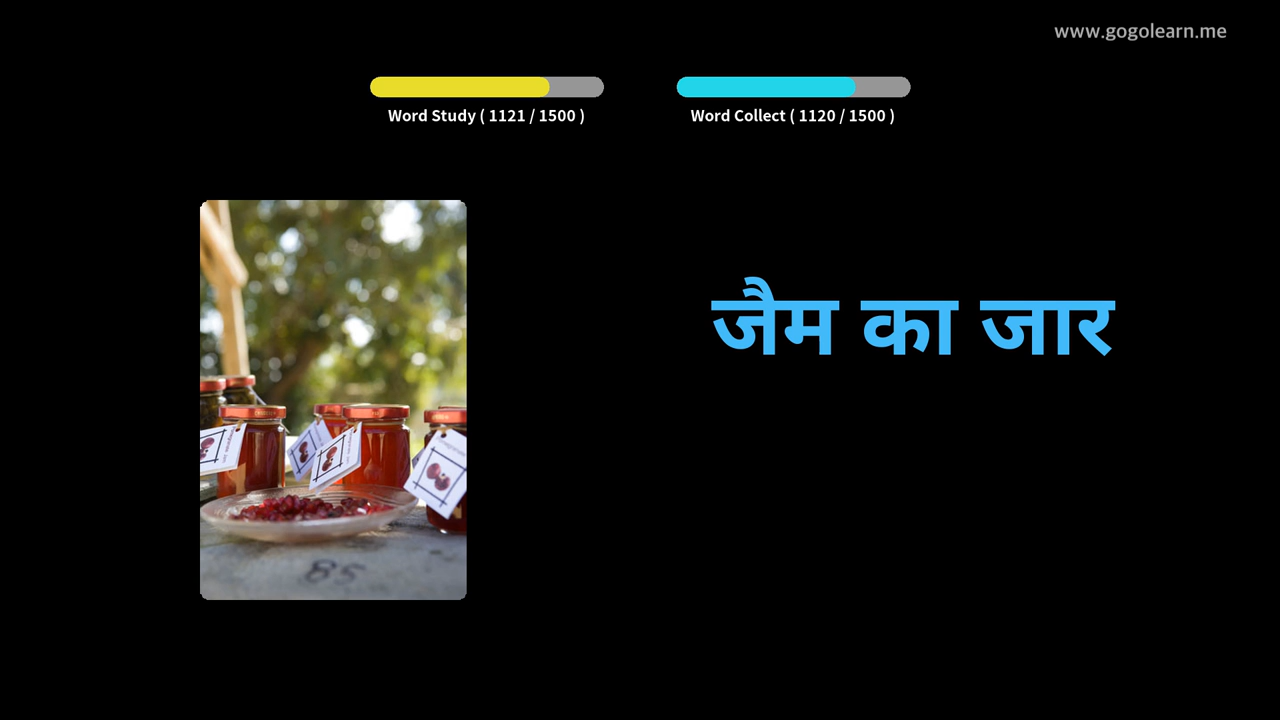 www.gogolearn.me
Word Study ( 1121 / 1500 )
Word Collect ( 1120 / 1500 )
जैम का जार
85